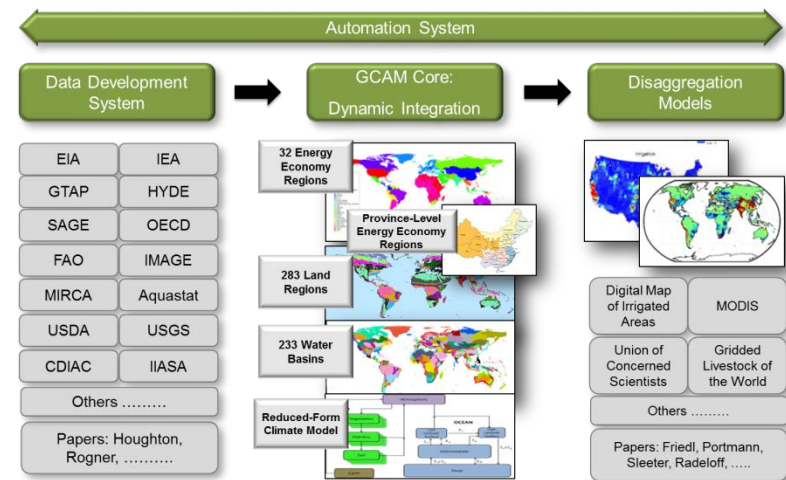 Automation System
Data Development
System
GCAM Core:
Dynamic Integration
Disaggregation
Models
EIA
IEA
GTAP
HYDE
SAGE
OECD
FAO
IMAGE
MIRCA
Aquastat
USDA
USGS
CDIAC
IIASA
Others ………
Papers: Houghton,
Rogner, ……….
32 Energy
Economy
Regions
Province-Level
Energy Economy
Regions
283 Land
Regions
233 Water
Basins
Reduced-Form
Climate Model
OCEAN
Irrigation
Digital Map
of Irrigated
Areas
MODIS
Union of
Concerned
Scientists
Gridded
Livestock of
the World
Others ………
Papers: Friedl, Portmann,
Sleeter, Radeloff, …..